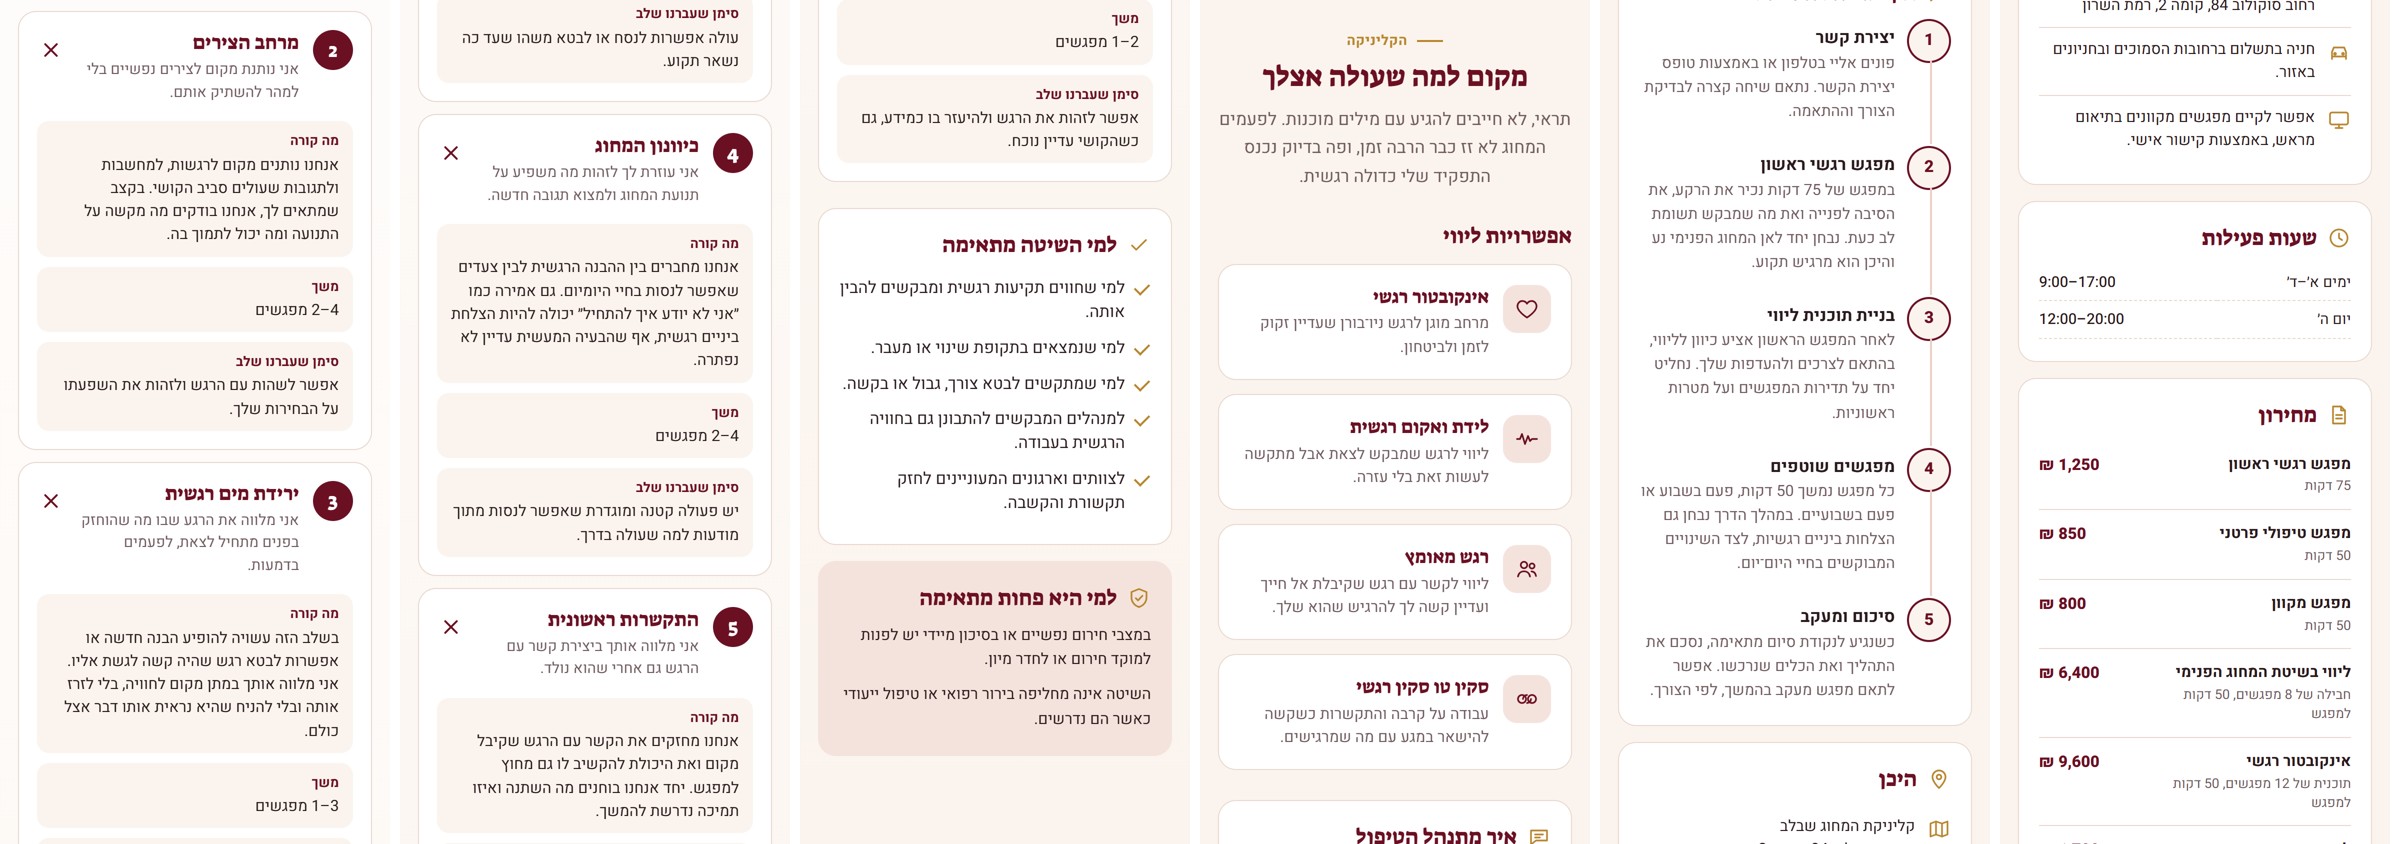 2
מרחב הצירים
אני נותנת מקום לצירים נפשיים בלי
למהר להשתיק אותם.
מה קורה
אנחנו נותנים מקום לרגשות, למחשבות
ולתגובות שעולים סביב הקושי. בקצב
שמתאים לך, אנחנו בודקים מה מקשה על
התנועה ומה יכול לתמוך בה.
משך
2–4 מפגשים
סימן שעברנו שלב
אפשר לשהות עם הרגש ולזהות את השפעתו
על הבחירות שלך.
3
ירידת מים רגשית
אני מלווה את הרגע שבו מה שהוחזק
בפנים מתחיל לצאת, לפעמים
בדמעות.
מה קורה
בשלב הזה עשויה להופיע הבנה חדשה או
אפשרות לבטא רגש שהיה קשה לגשת אליו.
אני מלווה אותך במתן מקום לחוויה, בלי לזרז
אותה ובלי להניח שהיא נראית אותו דבר אצל
כולם.
משך
1–3 מפגשים
סימן שעברנו שלב
עולה אפשרות לנסח או לבטא משהו שעד כה
נשאר תקוע.
4
כיוונון המחוג
אני עוזרת לך לזהות מה משפיע על
תנועת המחוג ולמצוא תגובה חדשה.
מה קורה
אנחנו מחברים בין ההבנה הרגשית לבין צעדים
שאפשר לנסות בחיי היומיום. גם אמירה כמו
"אני לא יודע איך להתחיל" יכולה להיות הצלחת
ביניים רגשית, אף שהבעיה המעשית עדיין לא
נפתרה.
משך
2–4 מפגשים
סימן שעברנו שלב
יש פעולה קטנה ומוגדרת שאפשר לנסות מתוך
מודעות למה שעולה בדרך.
5
התקשרות ראשונית
אני מלווה אותך ביצירת קשר עם
הרגש גם אחרי שהוא נולד.
מה קורה
אנחנו מחזקים את הקשר עם הרגש שקיבל
מקום ואת היכולת להקשיב לו גם מחוץ
למפגש. יחד אנחנו בוחנים מה השתנה ואיזו
תמיכה נדרשת להמשך.
משך
1–2 מפגשים
סימן שעברנו שלב
אפשר לזהות את הרגש ולהיעזר בו כמידע, גם
כשהקושי עדיין נוכח.
למי השיטה מתאימה
למי שחווים תקיעות רגשית ומבקשים להבין
אותה.
למי שנמצאים בתקופת שינוי או מעבר.
למי שמתקשים לבטא צורך, גבול או בקשה.
למנהלים המבקשים להתבונן גם בחוויה
הרגשית בעבודה.
לצוותים וארגונים המעוניינים לחזק
תקשורת והקשבה.
למי היא פחות מתאימה
במצבי חירום נפשיים או בסיכון מיידי יש לפנות
למוקד חירום או לחדר מיון.
השיטה אינה מחליפה בירור רפואי או טיפול ייעודי
כאשר הם נדרשים.
הקליניקה
מקום למה שעולה אצלך
תראי, לא חייבים להגיע עם מילים מוכנות. לפעמים
המחוג לא זז כבר הרבה זמן, ופה בדיוק נכנס
התפקיד שלי כדולה רגשית.
אפשרויות ליווי
אינקובטור רגשי
מרחב מוגן לרגש ניו־בורן שעדיין זקוק
לזמן ולביטחון.
לידת ואקום רגשית
ליווי לרגש שמבקש לצאת אבל מתקשה
לעשות זאת בלי עזרה.
רגש מאומץ
ליווי לקשר עם רגש שקיבלת אל חייך
ועדיין קשה לך להרגיש שהוא שלך.
סקין טו סקין רגשי
עבודה על קרבה והתקשרות כשקשה
להישאר במגע עם מה שמרגישים.
איך מתנהל הטיפול
1
יצירת קשר
פונים אליי בטלפון או באמצעות טופס
יצירת הקשר. נתאם שיחה קצרה לבדיקת
הצורך וההתאמה.
2
מפגש רגשי ראשון
במפגש של 75 דקות נכיר את הרקע, את
הסיבה לפנייה ואת מה שמבקש תשומת
לב כעת. נבחן יחד לאן המחוג הפנימי נע
והיכן הוא מרגיש תקוע.
3
בניית תוכנית ליווי
לאחר המפגש הראשון אציע כיוון לליווי,
בהתאם לצרכים ולהעדפות שלך. נחליט
יחד על תדירות המפגשים ועל מטרות
ראשוניות.
4
מפגשים שוטפים
כל מפגש נמשך 50 דקות, פעם בשבוע או
פעם בשבועיים. במהלך הדרך נבחן גם
הצלחות ביניים רגשיות, לצד השינויים
המבוקשים בחיי היום־יום.
5
סיכום ומעקב
כשנגיע לנקודת סיום מתאימה, נסכם את
התהליך ואת הכלים שנרכשו. אפשר
לתאם מפגש מעקב בהמשך, לפי הצורך.
היכן
קליניקת המחוג שבלב
רחוב סוקולוב 84, קומה 2, רמת השרון
חניה בתשלום ברחובות הסמוכים ובחניונים
באזור.
אפשר לקיים מפגשים מקוונים בתיאום
מראש, באמצעות קישור אישי.
שעות פעילות
ימים א׳–ד׳ 9:00–17:00
יום ה׳ 12:00–20:00
מחירון
מפגש רגשי ראשון 1,250 ₪
75 דקות
מפגש טיפולי פרטני 850 ₪
50 דקות
מפגש מקוון 800 ₪
50 דקות
ליווי בשיטת המחוג הפנימי 6,400 ₪
חבילה של 8 מפגשים, 50 דקות
למפגש
אינקובטור רגשי 9,600 ₪
תוכנית של 12 מפגשים, 50 דקות
למפגש